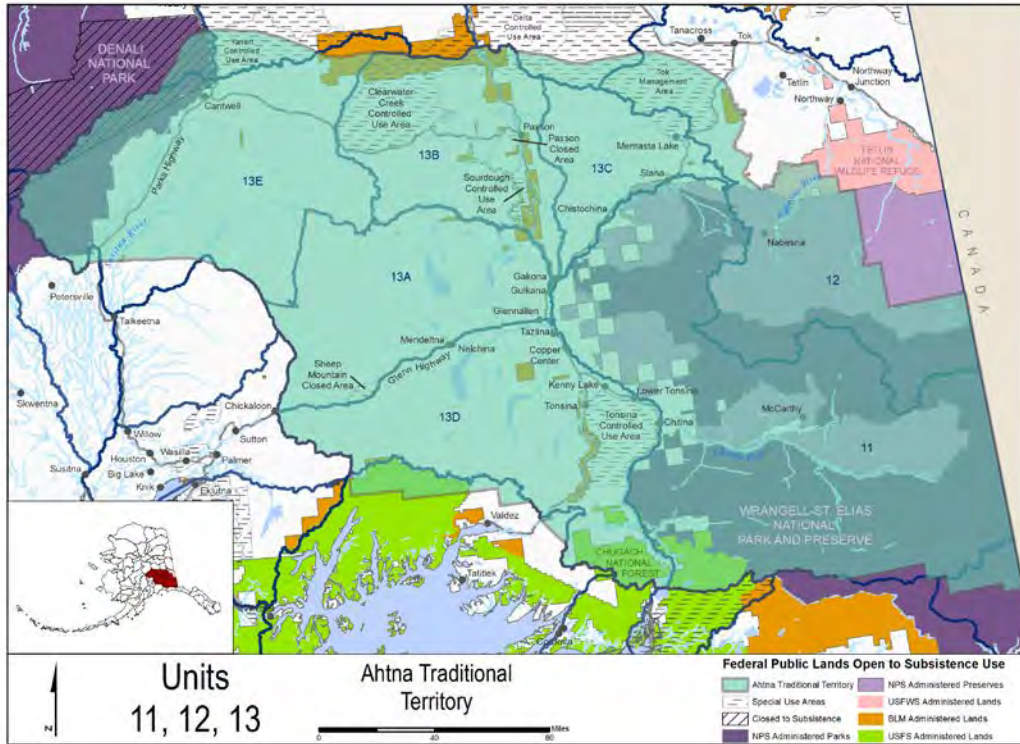 Delta
Controlled
Use Area
Tanacross
Tok
DENALI
NATIONAL
PARK
Yanert
Controlled
Use Area
Tok
Management
Area
Tetlin
Northway
Junction
Northway
Cantwell
Clearwater
Creek Controlled
Use Area
Paxson
Paxson
Closed
Area
Mentasta Lake
TETLIN
NATIONAL
WILDLIFE REFUGE
13B
13C
13E
Parks Highway
Sourdough
Controlled
Use
Area
Slana
Chistochina
Nabesna
CANADA
13A
12
Gakona
Gulkana
Glennallen
Petersville
Talkeetna
Tazlina
Mendeltna
Nelchina
Copper
Center
Sheep
Mountain
Closed Area
Glenn Highway
Kenny Lake
Lower Tonsina
Skwentna
Chickaloon
13D
Tonsina
Tonsina
Controlled
Use Area
Chitina
McCarthy
11
Willow
Sutton
Houston
Wasilla
Palmer
Big Lake
Susitna
Knik
Eklutna
WRANGELL-ST. ELIAS
NATIONAL
PARK AND PRESERVE
Valdez
CHUGACH
NATIONAL
FOREST
Tatitlek
N
Units
11, 12, 13
Ahtna Traditional
Territory
0 40 80
Miles
Federal Public Lands Open to Subsistence Use
Ahtna Traditional Territory
Special Use Areas
Closed to Subsistence
NPS Administered Parks
NPS Administered Preserves
USFWS Administered Lands
BLM Administered Lands
USFS Administered Lands